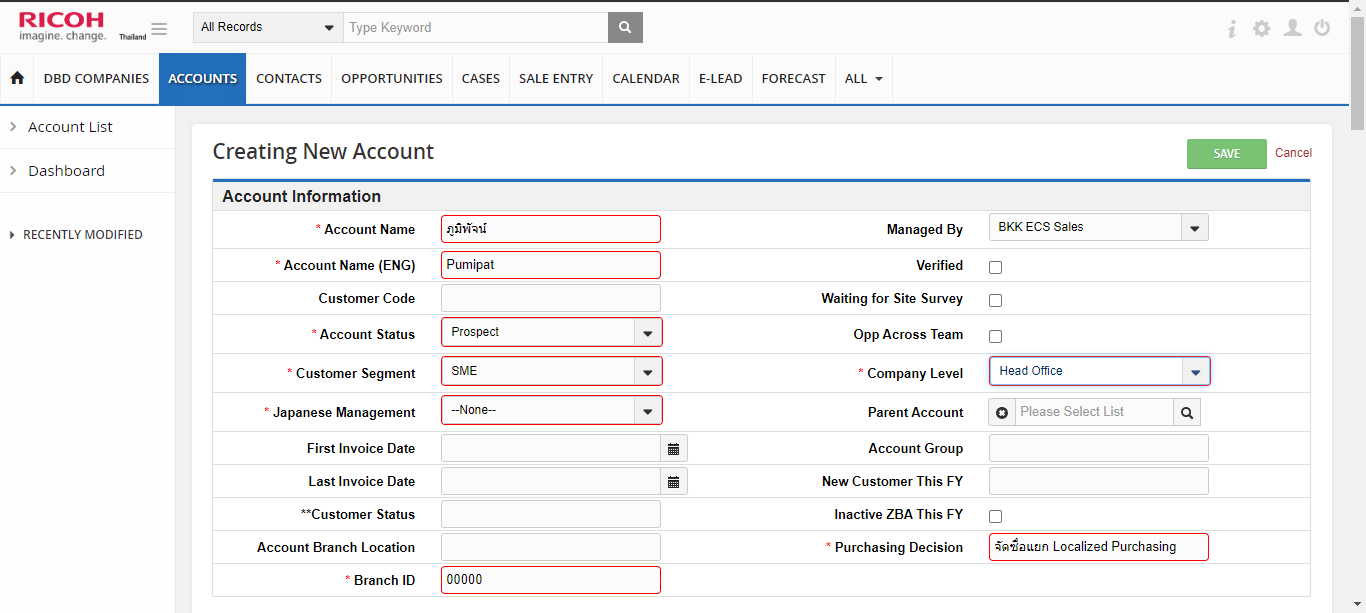 RICOH
imagine. change.
Thailand
All Records
Type Keyword
DBD COMPANIES
ACCOUNTS
CONTACTS
OPPORTUNITIES
CASES
SALE ENTRY
CALENDAR
E-LEAD
FORECAST
ALL
Account List
Dashboard
RECENTLY MODIFIED
Creating New Account
SAVE
Cancel
Account Information
* Account Name ภูมิพัจน์
Managed By BKK ECS Sales
* Account Name (ENG) Pumipat
Verified
Customer Code
Waiting for Site Survey
* Account Status Prospect
Opp Across Team
* Customer Segment SME
* Company Level Head Office
* Japanese Management --None--
Parent Account Please Select List
First Invoice Date
Account Group
Last Invoice Date
New Customer This FY
**Customer Status
Inactive ZBA This FY
Account Branch Location
* Purchasing Decision จัดซื้อแยก Localized Purchasing
* Branch ID 00000